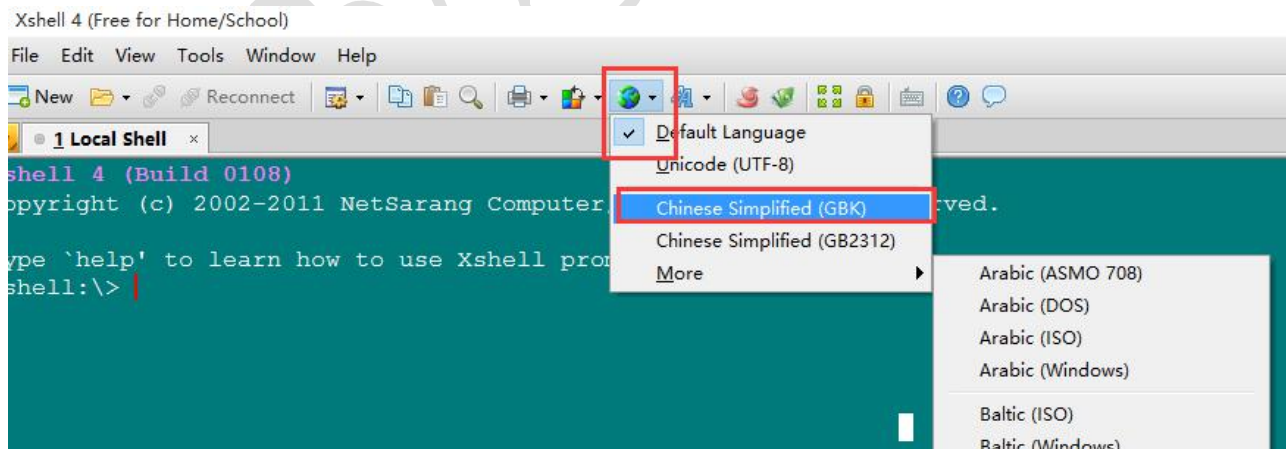 Xshell 4 (Free for Home/School)
File Edit View Tools Window Help
New Reconnect
1 Local Shell ×
shell 4 (Build 0108)
opyright (c) 2002-2011 NetSarang Computer, rved.
ype `help' to learn how to use Xshell pro
shell:\>
Default Language
Unicode (UTF-8)
Chinese Simplified (GBK)
Chinese Simplified (GB2312)
More
Arabic (ASMO 708)
Arabic (DOS)
Arabic (ISO)
Arabic (Windows)
Baltic (ISO)
Baltic (Windows)